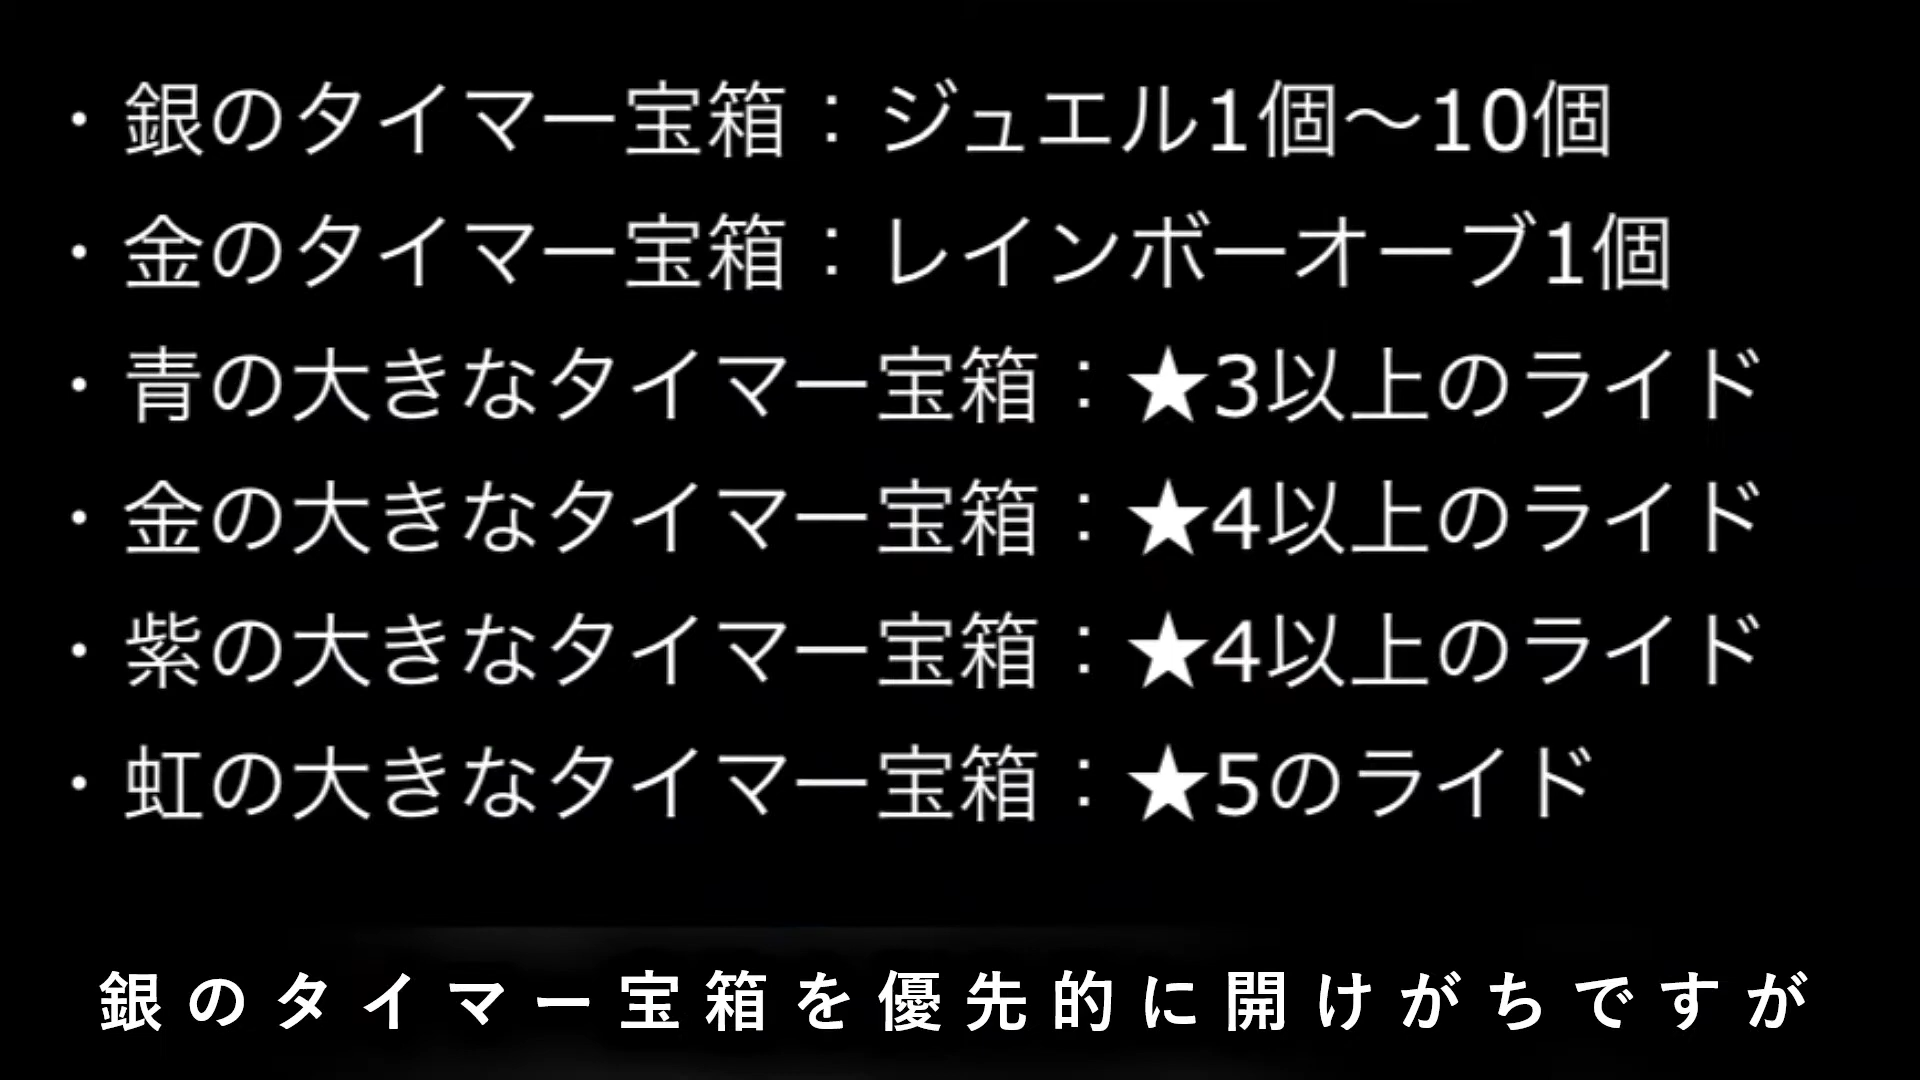 ・銀のタイマー宝箱：ジュエル1個～10個
・金のタイマー宝箱：レインボーオーブ1個
・青の大きなタイマー宝箱：★3以上のライド
・金の大きなタイマー宝箱：★4以上のライド
・紫の大きなタイマー宝箱：★4以上のライド
・虹の大きなタイマー宝箱：★5のライド
銀のタイマー宝箱を優先的に開けがちですが